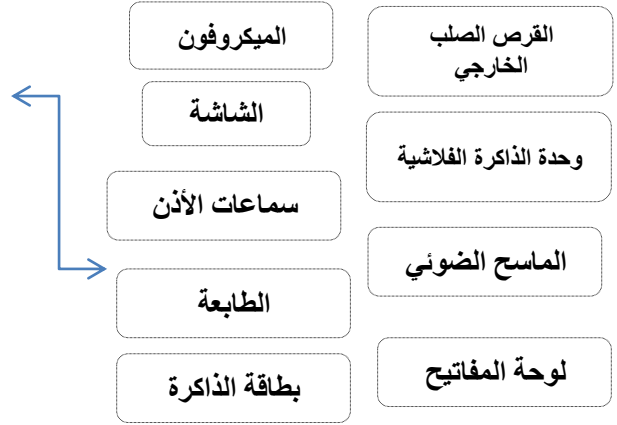 القرص الصلب
الخارجي
الميكروفون
الشاشة
وحدة الذاكرة الفلاشية
سماعات الأذن
الماسح الضوئي
الطابعة
لوحة المفاتيح
بطاقة الذاكرة